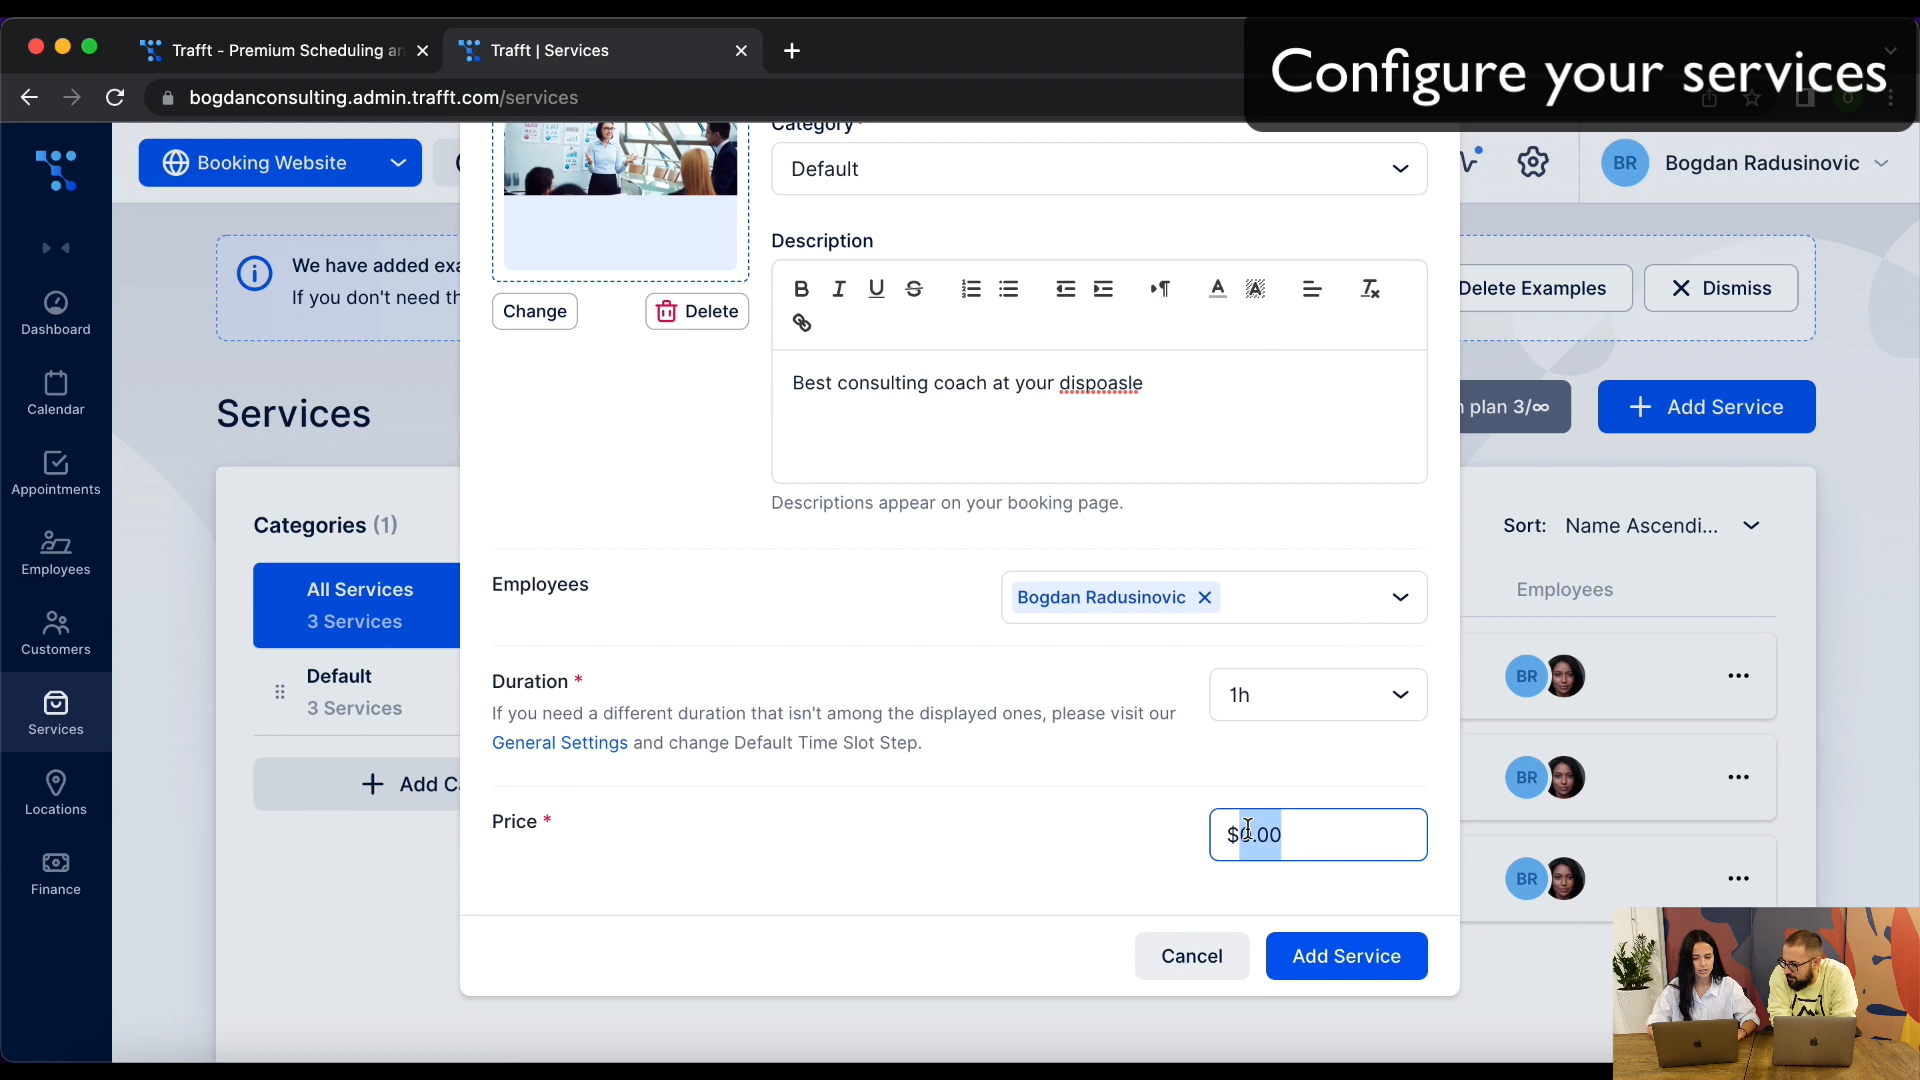 Configure your services
Trafft - Premium Scheduling an
Trafft | Services
bogdanconsulting.admin.trafft.com/services
Booking Website
BR
Bogdan Radusinovic
Category
Default
We have added exa
If you don't need th
Delete Examples
Dismiss
Description
Change
Delete
Best consulting coach at your dispoasle
Descriptions appear on your booking page.
Dashboard
Calendar
Appointments
Employees
Customers
Services
Locations
Finance
Services
plan 3/∞
Add Service
Categories (1)
All Services
3 Services
Default
3 Services
Add Ca
Sort: Name Ascendi...
Employees
BR
BR
BR
Employees
Bogdan Radusinovic
Duration *
1h
If you need a different duration that isn't among the displayed ones, please visit our
General Settings and change Default Time Slot Step.
Price *
$0.00
Cancel
Add Service